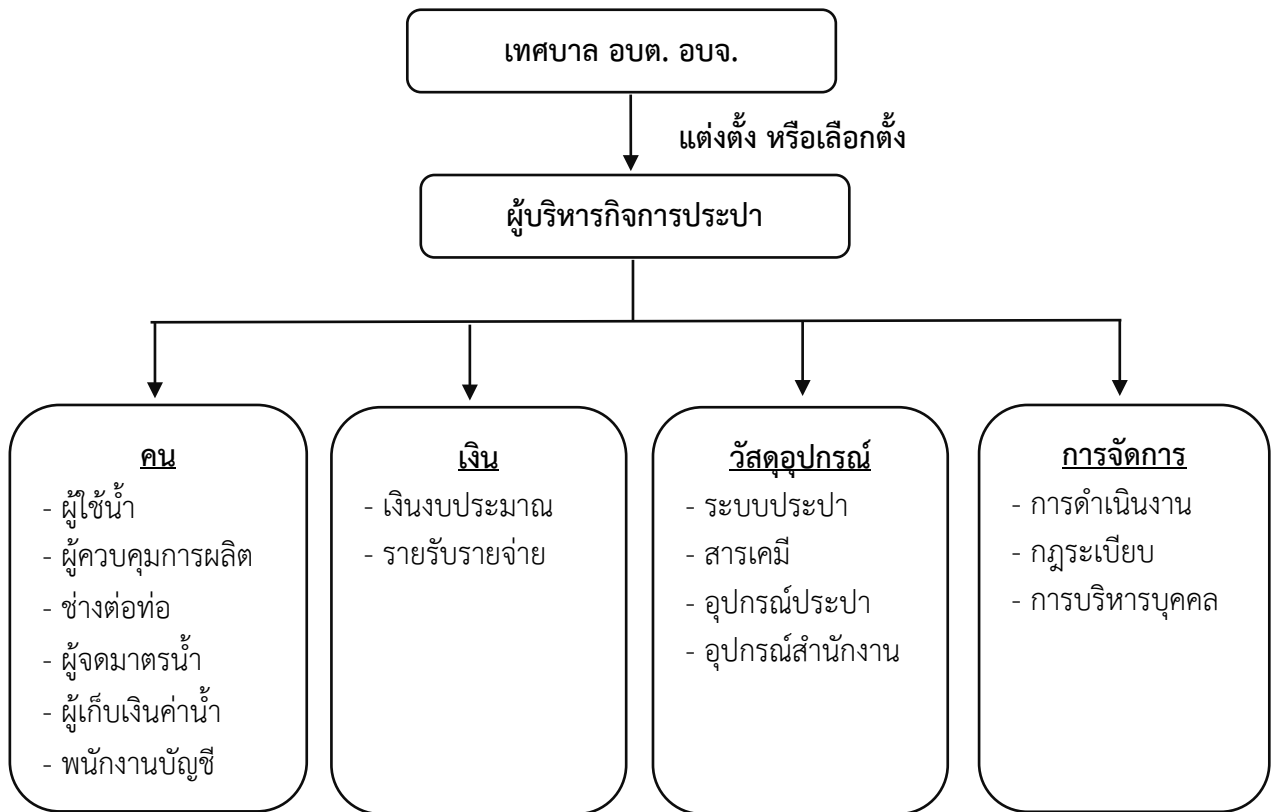 เทศบาล อบต. อบจ.
แต่งตั้ง หรือเลือกตั้ง
ผู้บริหารกิจการประปา
คน
- ผู้ใช้น้ำ
- ผู้ควบคุมการผลิต
- ช่างต่อท่อ
- ผู้จดมาตรน้ำ
- ผู้เก็บเงินค่าน้ำ
- พนักงานบัญชี
เงิน
- เงินงบประมาณ
- รายรับรายจ่าย
วัสดุอุปกรณ์
- ระบบประปา
- สารเคมี
- อุปกรณ์ประปา
- อุปกรณ์สำนักงาน
การจัดการ
- การดำเนินงาน
- กฎระเบียบ
- การบริหารบุคคล